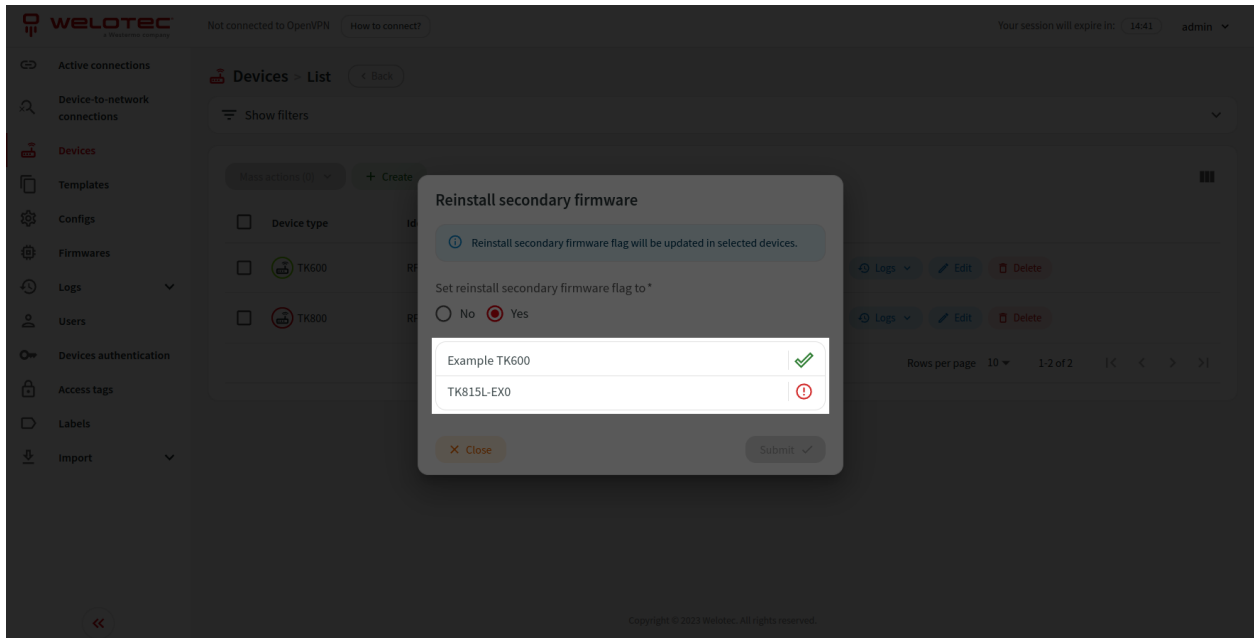 welotec
a Wiesemann company
Not connected to OpenVPN
How to connect?
Your session will expire in: 14:41
admin
Active connections
Device-to-network
connections
Devices
Templates
Configs
Firmwares
Logs
Users
Devices authentication
Access tags
Labels
Import
Devices > List
Back
Show filters
Mass actions (0)
Create
Device type
TK600
Logs
Edit
Delete
TK800
Logs
Edit
Delete
Rows per page 10
1-2 of 2
Reinstall secondary firmware
Reinstall secondary firmware flag will be updated in selected devices.
Set reinstall secondary firmware flag to *
No
Yes
Example TK600
TK815L-EX0
Close
Submit
Copyright © 2023 Welotec. All rights reserved.